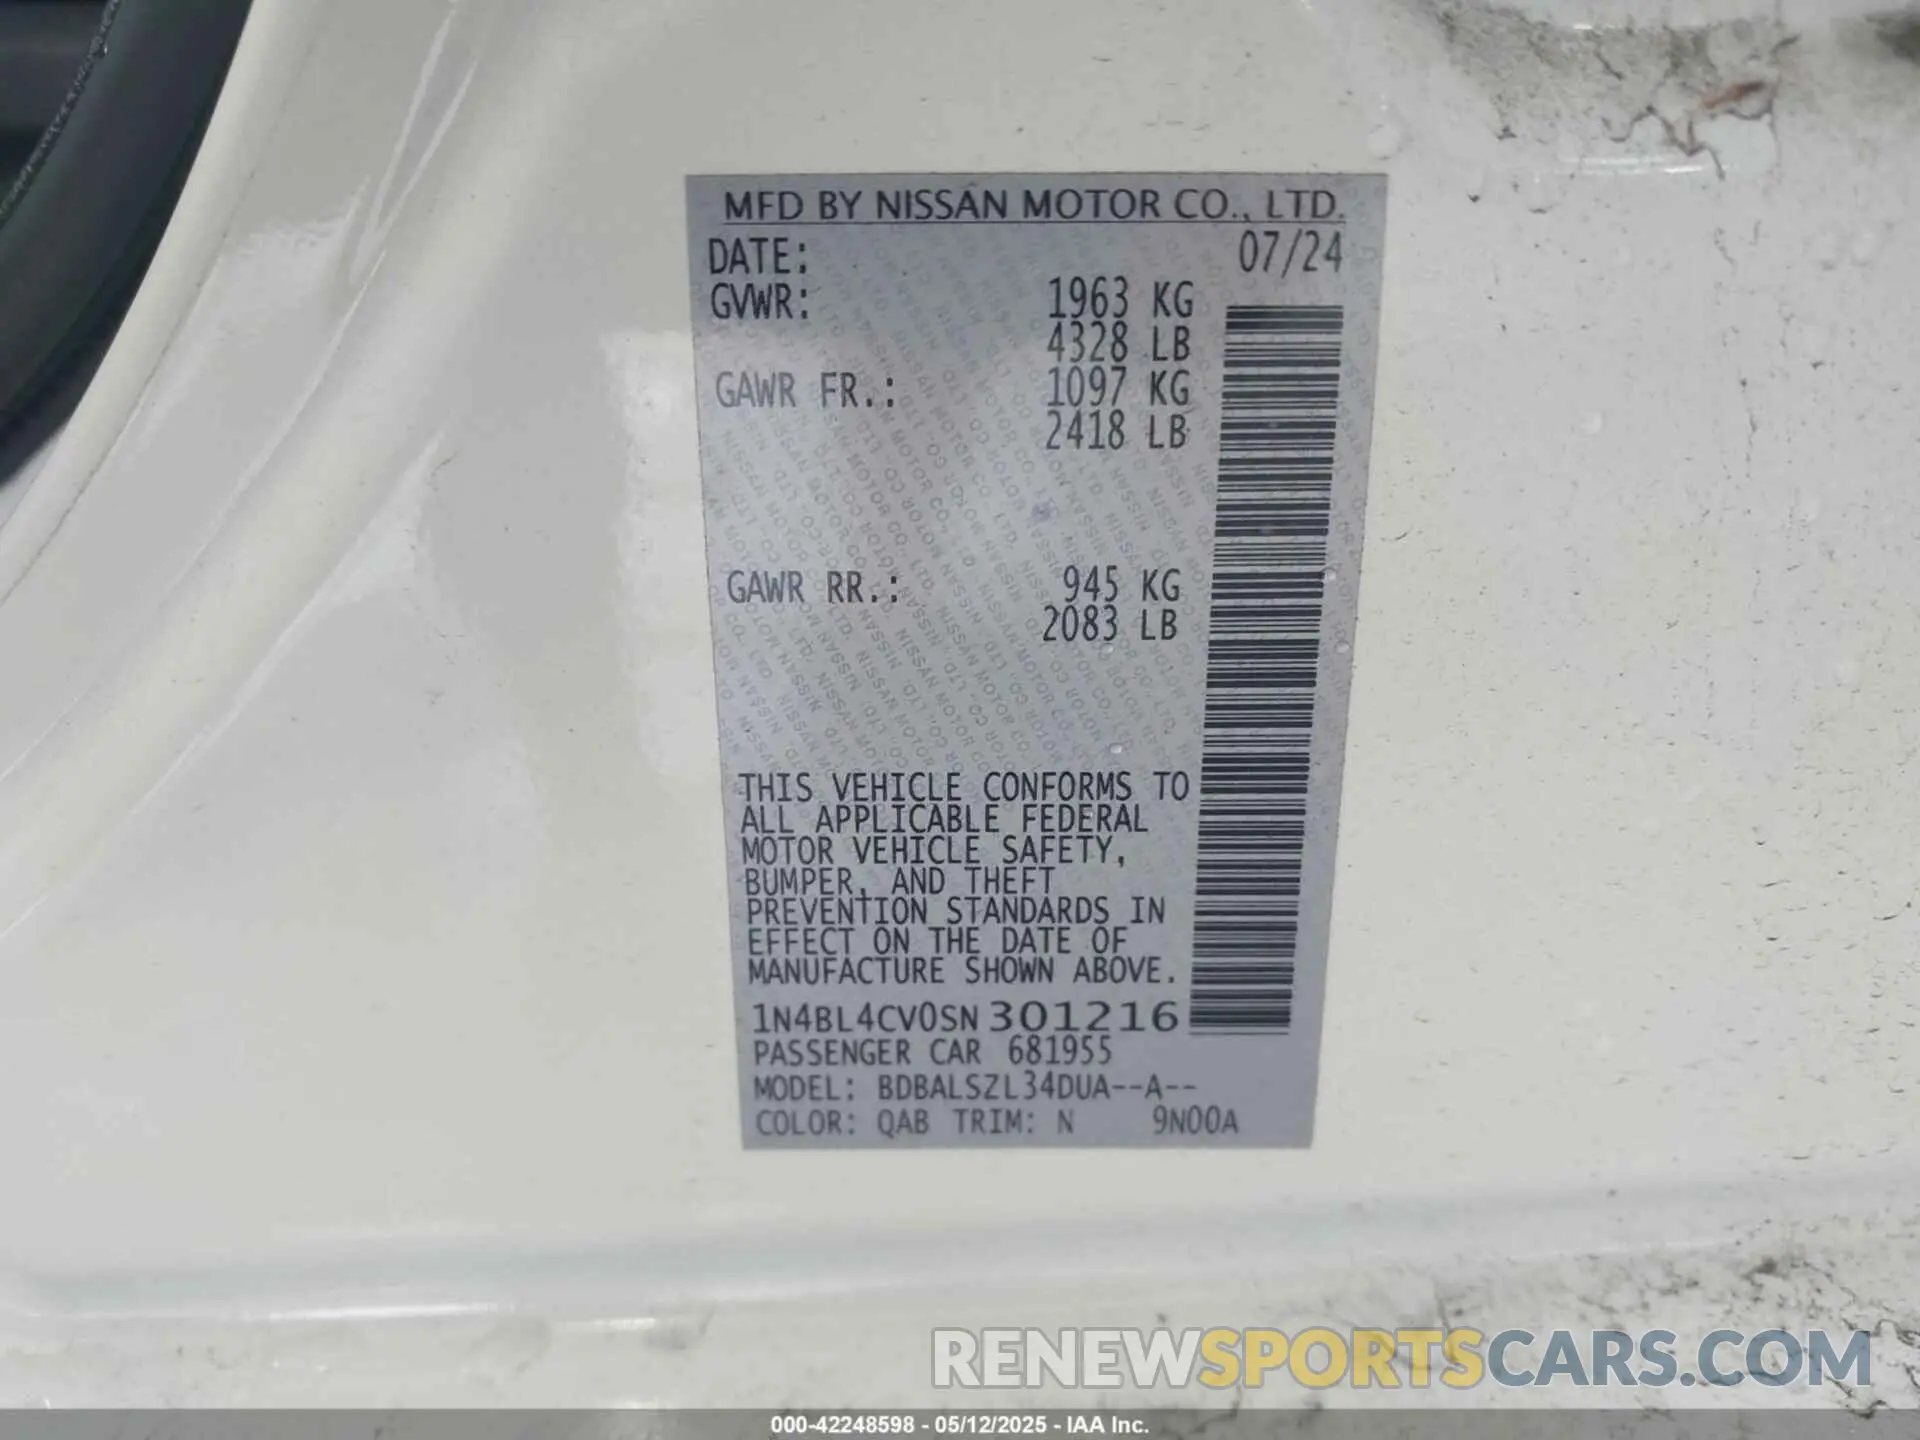 MFD BY NISSAN MOTOR CO., LTD.
DATE: 07/24
GVWR: 1963 KG
4328 LB
GAWR FR.: 1097 KG
2418 LB
GAWR RR.: 945 KG
2083 LB
THIS VEHICLE CONFORMS TO
ALL APPLICABLE FEDERAL
MOTOR VEHICLE SAFETY,
BUMPER, AND THEFT
PREVENTION STANDARDS IN
EFFECT ON THE DATE OF
MANUFACTURE SHOWN ABOVE.
1N4BL4CV0SN301216
PASSENGER CAR 681955
MODEL: BDBALSZL34DUA--A--
COLOR: QAB TRIM: N 9N00A
RENEWSPORTSCARS.COM
000-42248598 - 05/12/2025 - IAA Inc.